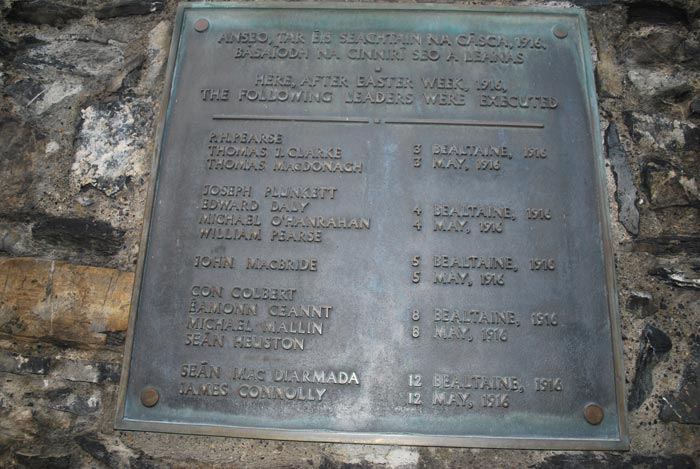 ANSEO, TAR ÉIS SEACHTAIN NA CÁSCA, 1916,
BÁSAÍODH NA CINNIRÍ SEO A LEANAS
HERE, AFTER EASTER WEEK, 1916,
THE FOLLOWING LEADERS WERE EXECUTED
P.H. PEARSE
THOMAS J. CLARKE 3 BEALTAINE, 1916
THOMAS MACDONAGH 3 MAY, 1916
JOSEPH PLUNKETT
EDWARD DALY 4 BEALTAINE, 1916
MICHAEL O'HANRAHAN 4 MAY, 1916
WILLIAM PEARSE
JOHN MACBRIDE 5 BEALTAINE, 1916
5 MAY, 1916
CON COLBERT
ÉAMONN CEANNT 8 BEALTAINE, 1916
MICHAEL MALLIN 8 MAY, 1916
SEÁN HEUSTON
SEÁN MAC DIARMADA 12 BEALTAINE, 1916
JAMES CONNOLLY 12 MAY, 1916